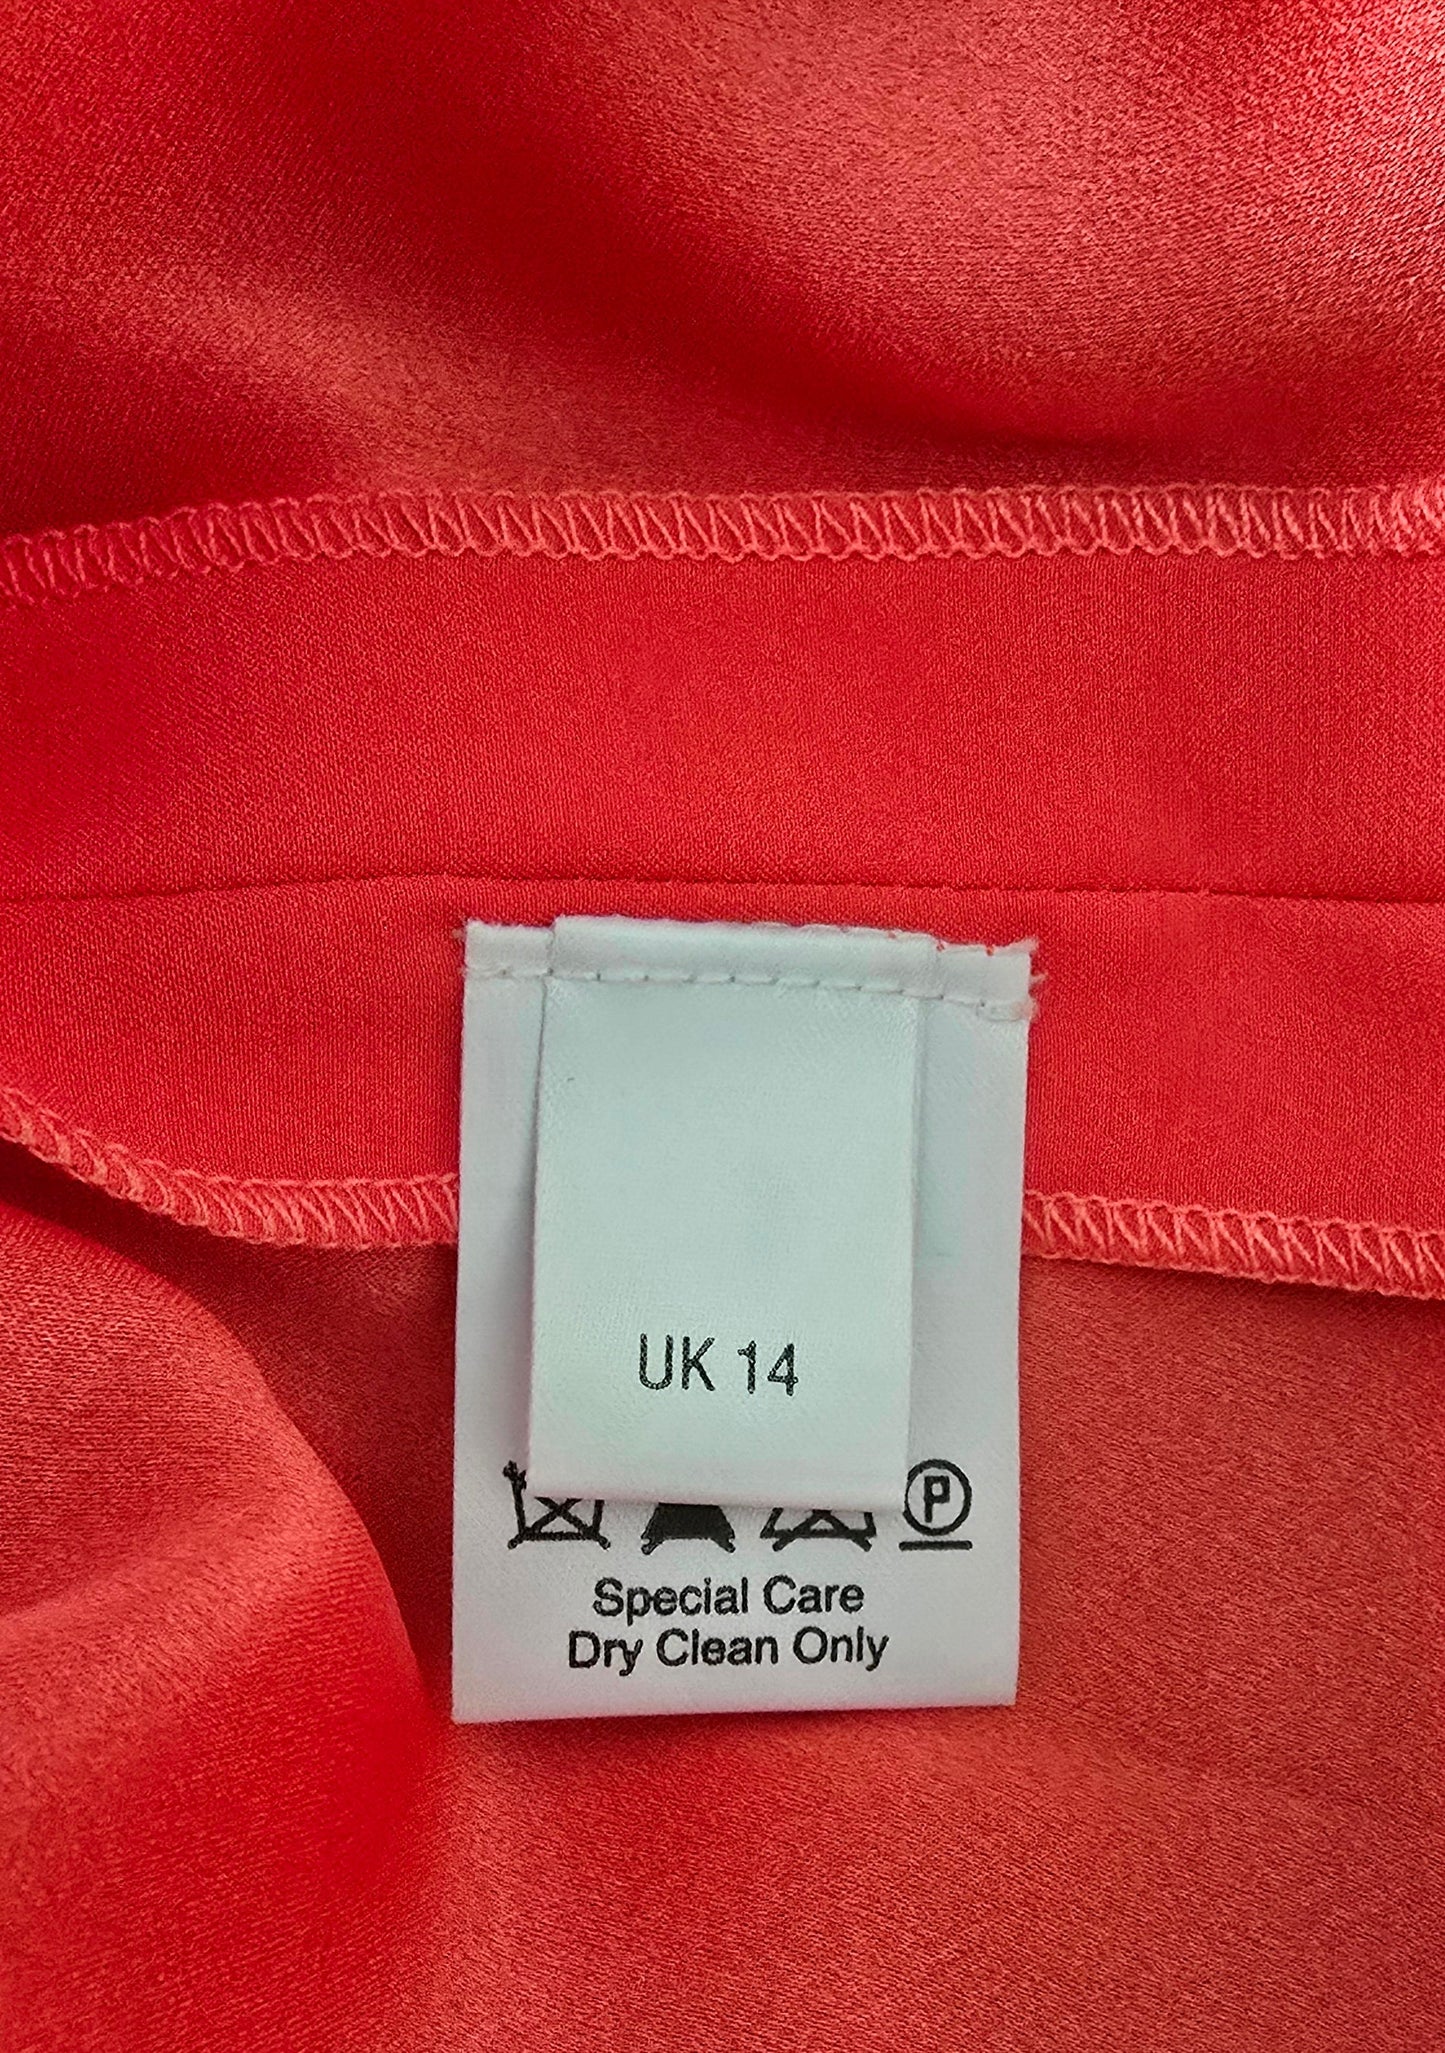 UK 14
P
Special Care
Dry Clean Only